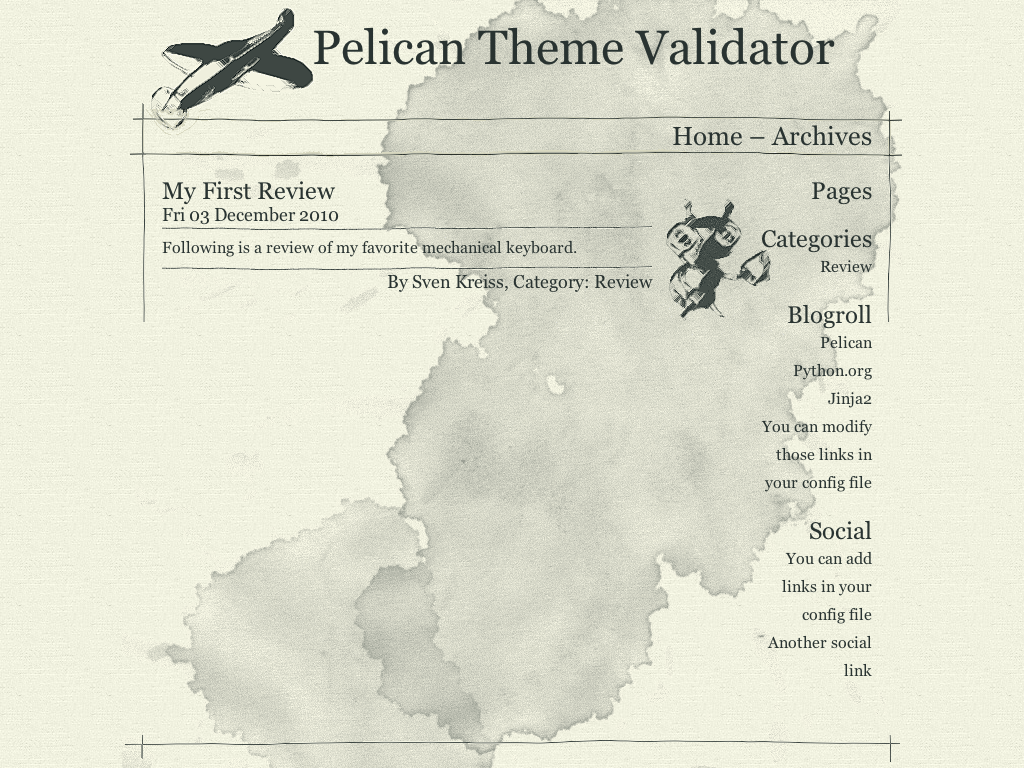 Pelican Theme Validator
Home – Archives
My First Review
Fri 03 December 2010
Following is a review of my favorite mechanical keyboard.
By Sven Kreiss, Category: Review
Pages
Categories
Review
Blogroll
Pelican
Python.org
Jinja2
You can modify
those links in
your config file
Social
You can add
links in your
config file
Another social
link